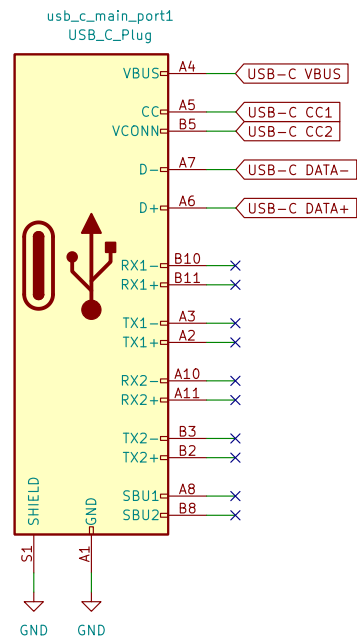 usb_c_main_port1
USB_C_Plug
VBUS A4 USB-C VBUS
CC A5 USB-C CC1
VCONN B5 USB-C CC2
D- A7 USB-C DATA-
D+ A6 USB-C DATA+
RX1- B10
RX1+ B11
TX1- A3
TX1+ A2
RX2- A10
RX2+ A11
TX2- B3
TX2+ B2
SBU1 A8
SBU2 B8
SHIELD GND
S1 A1
GND GND